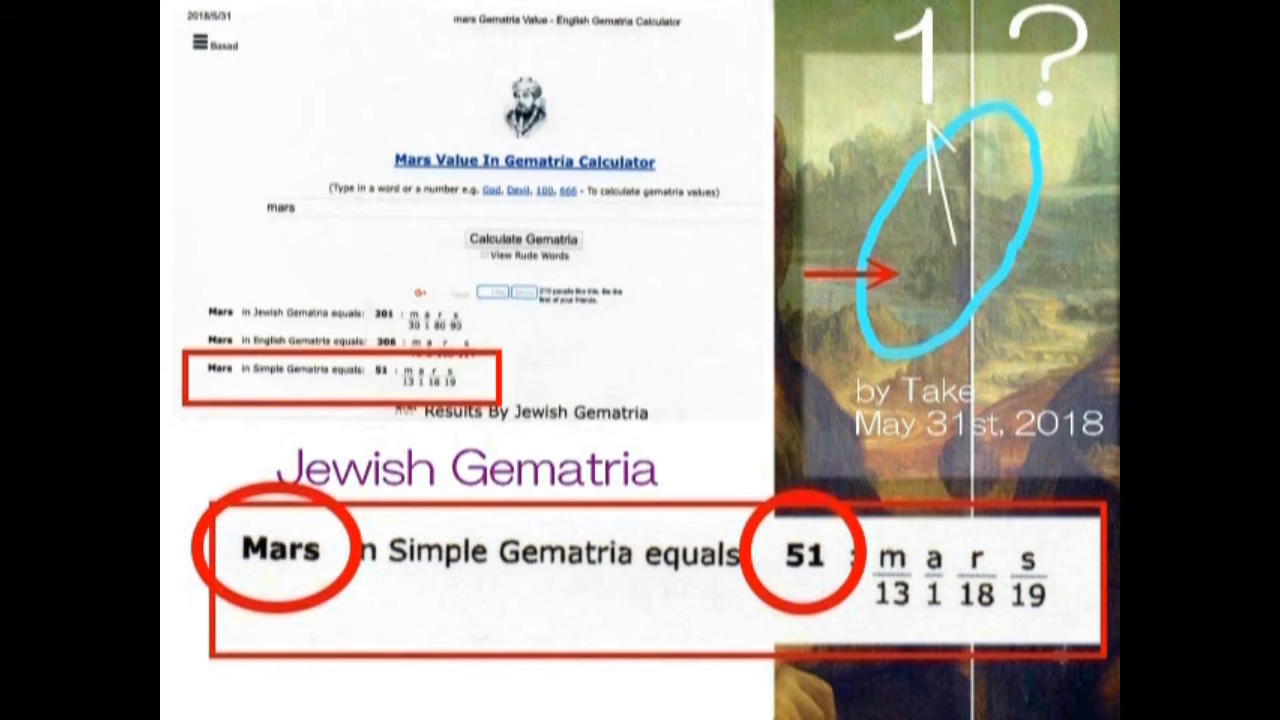 2018/5/31
mars Gematria Value - English Gematria Calculator
Basad
Mars Value In Gematria Calculator
(Type in a word or a number e.g. God, Devil, 100, 666 - To calculate gematria values)
mars
Calculate Gematria
View Rude Words
G+
first of your friends.
Mars in Jewish Gematria equals: 201 : m a r s
30 1 80 90
Mars in English Gematria equals: 306 : m a r s
Mars in Simple Gematria equals: 51 : m a r s
13 1 18 19
Results By Jewish Gematria
1 ?
by Take
May 31st, 2018
Jewish Gematria
Mars in Simple Gematria equals 51 : m a r s
13 1 18 19